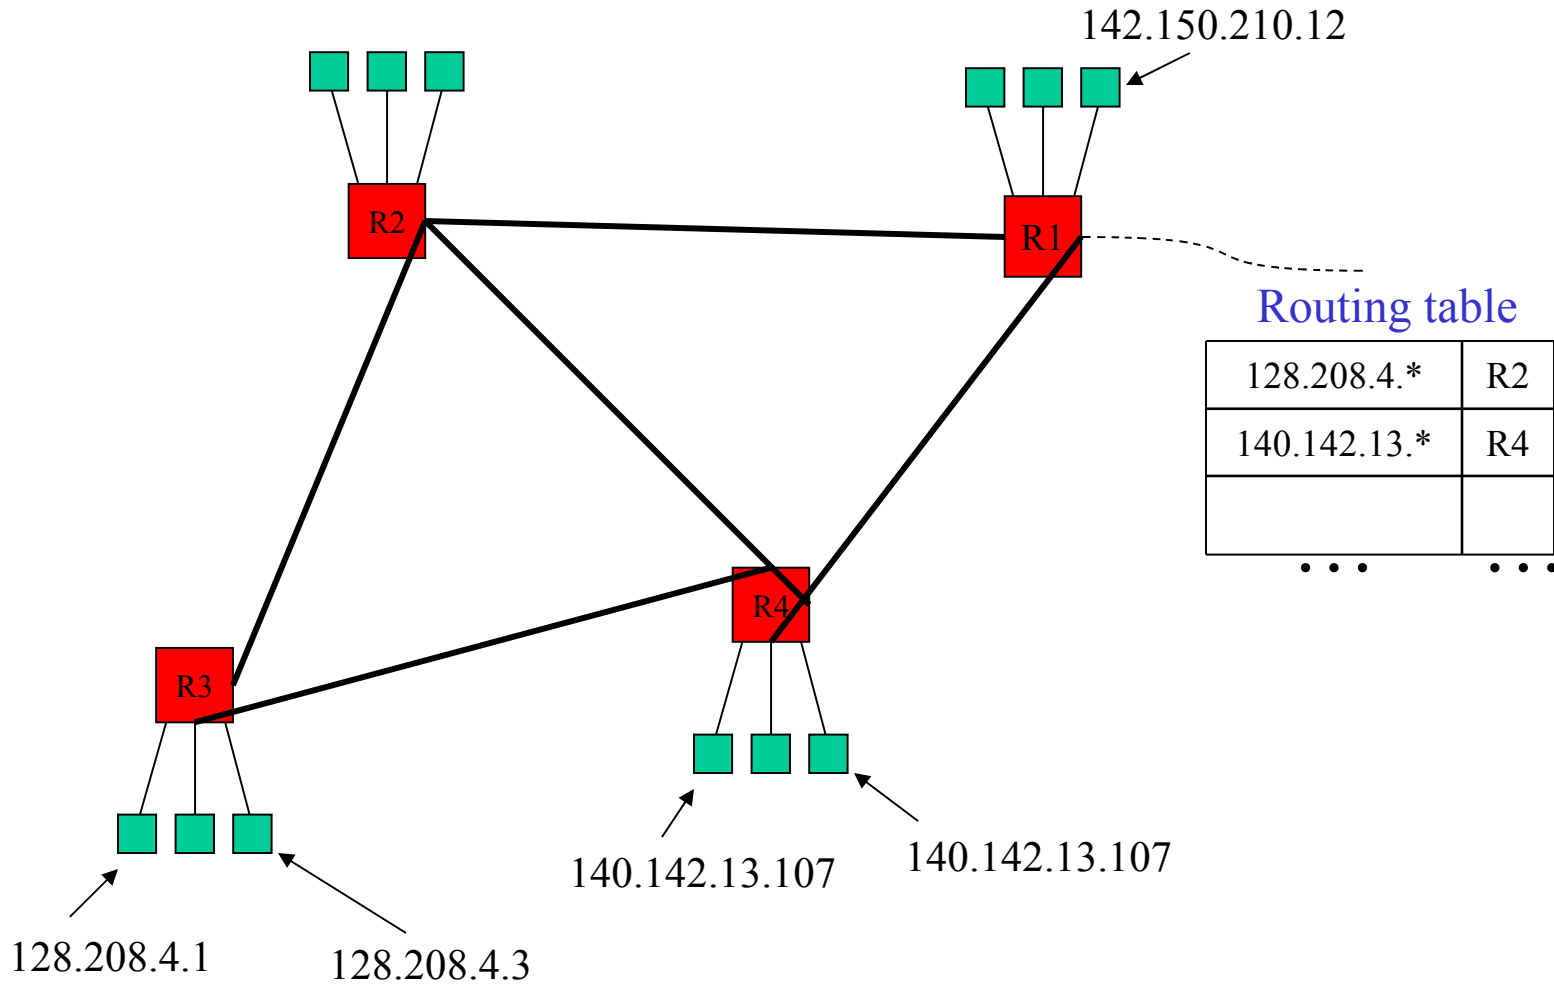 142.150.210.12
R2
R1
Routing table
128.208.4.* R2
140.142.13.* R4
• • • • • •
R4
R3
140.142.13.107
140.142.13.107
128.208.4.1
128.208.4.3